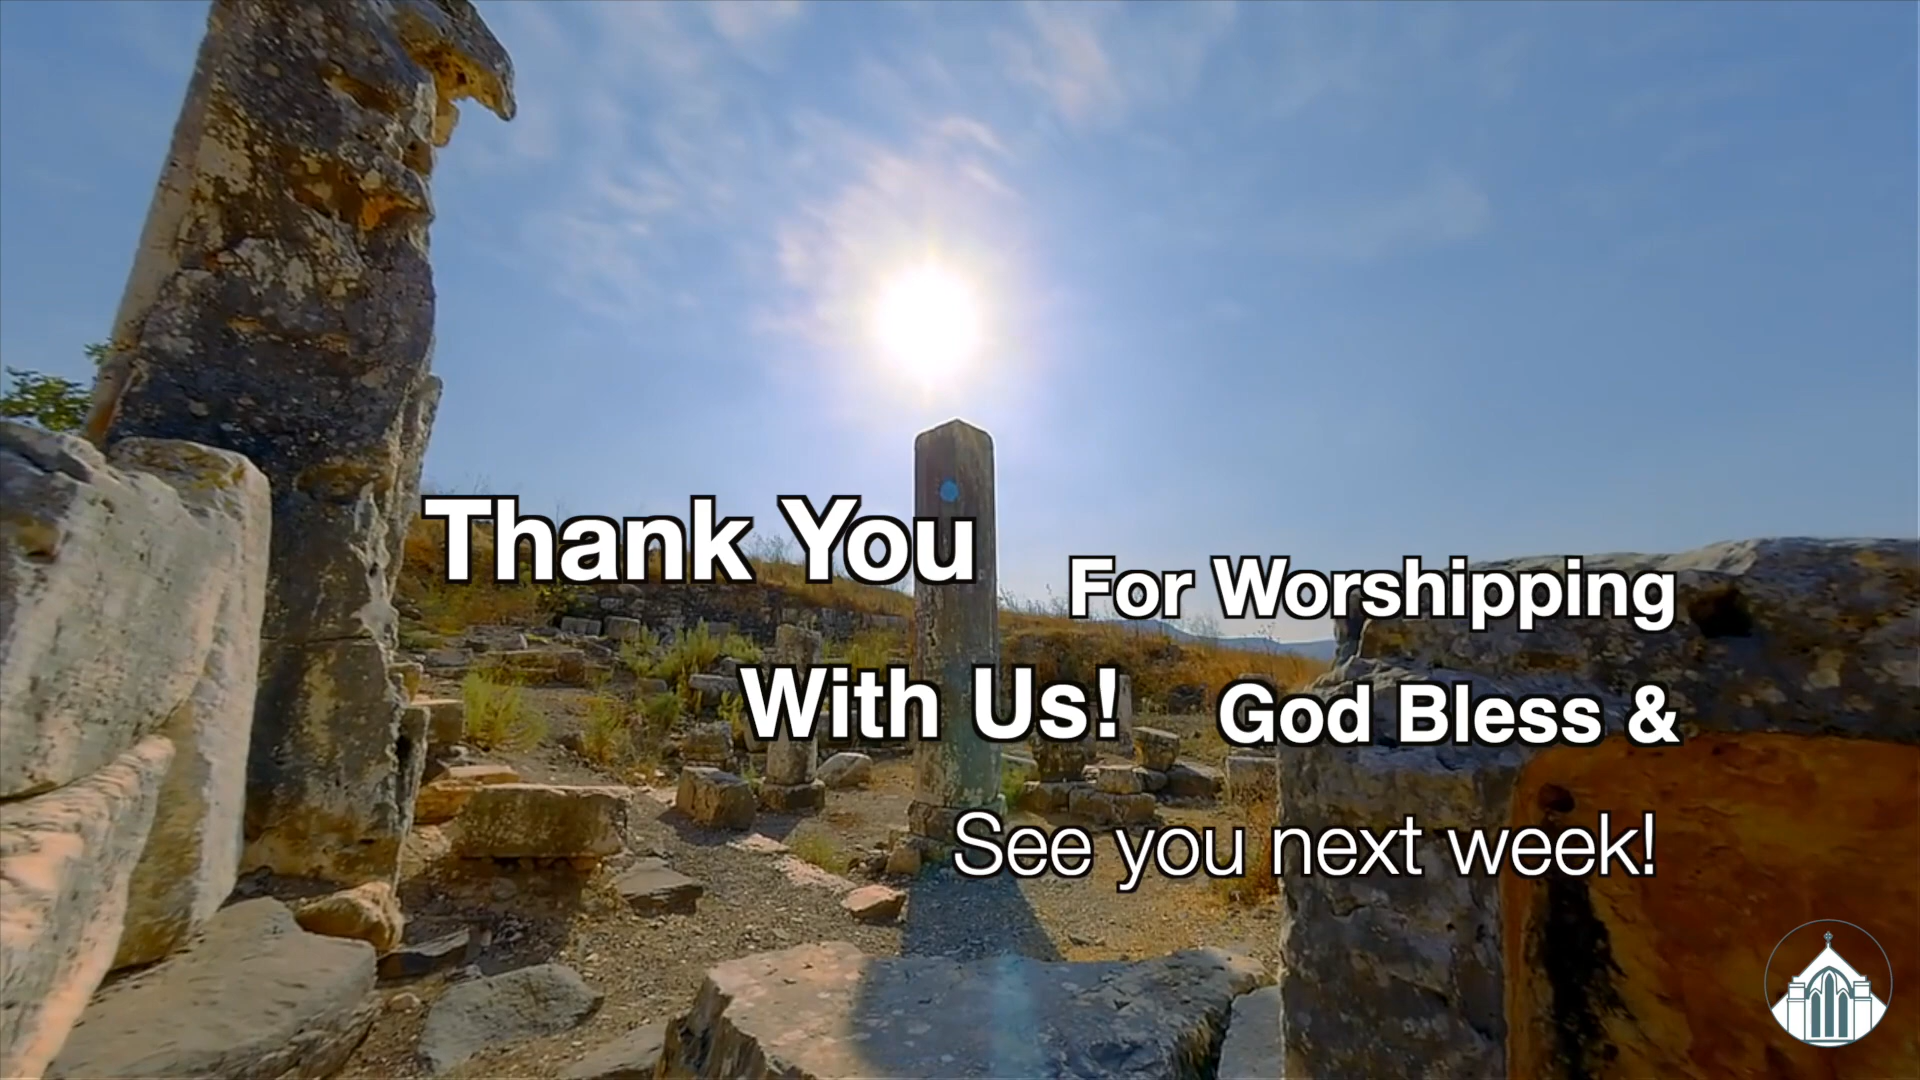 Thank You
For Worshipping
With Us!
God Bless &
See you next week!